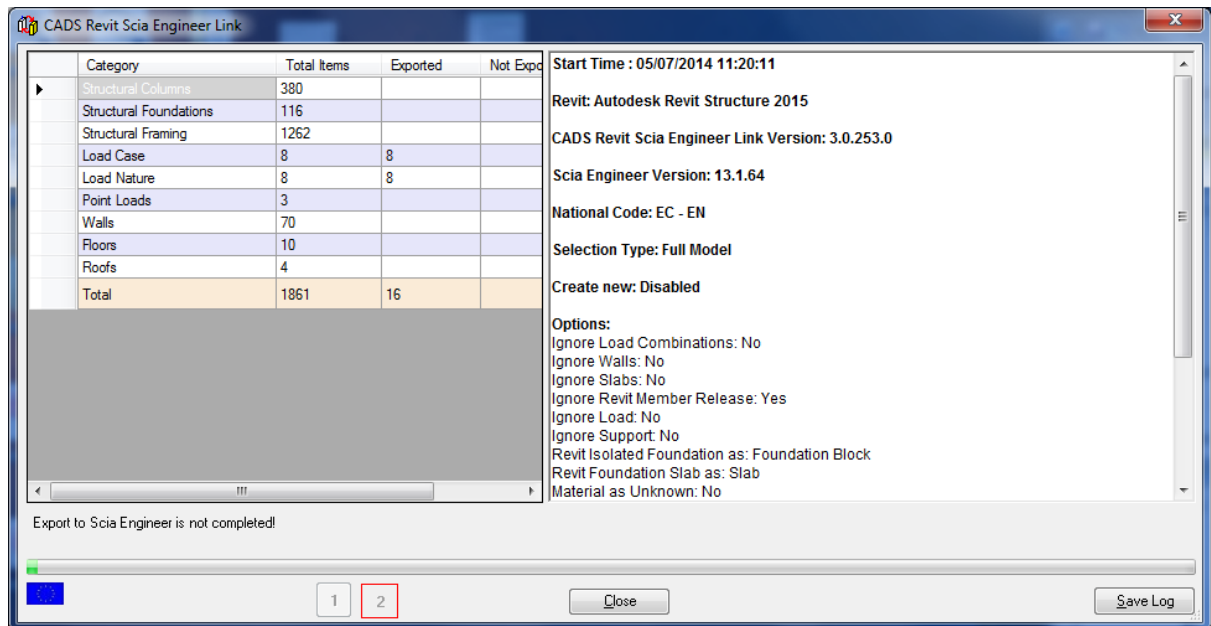 CADS Revit Scia Engineer Link
Category Total Items Exported Not Expo
Structural Columns 380
Structural Foundations 116
Structural Framing 1262
Load Case 8 8
Load Nature 8 8
Point Loads 3
Walls 70
Floors 10
Roofs 4
Total 1861 16
Start Time : 05/07/2014 11:20:11
Revit: Autodesk Revit Structure 2015
CADS Revit Scia Engineer Link Version: 3.0.253.0
Scia Engineer Version: 13.1.64
National Code: EC - EN
Selection Type: Full Model
Create new: Disabled
Options:
Ignore Load Combinations: No
Ignore Walls: No
Ignore Slabs: No
Ignore Revit Member Release: Yes
Ignore Load: No
Ignore Support: No
Revit Isolated Foundation as: Foundation Block
Revit Foundation Slab as: Slab
Material as Unknown: No
Export to Scia Engineer is not completed!
1 2 Close Save Log